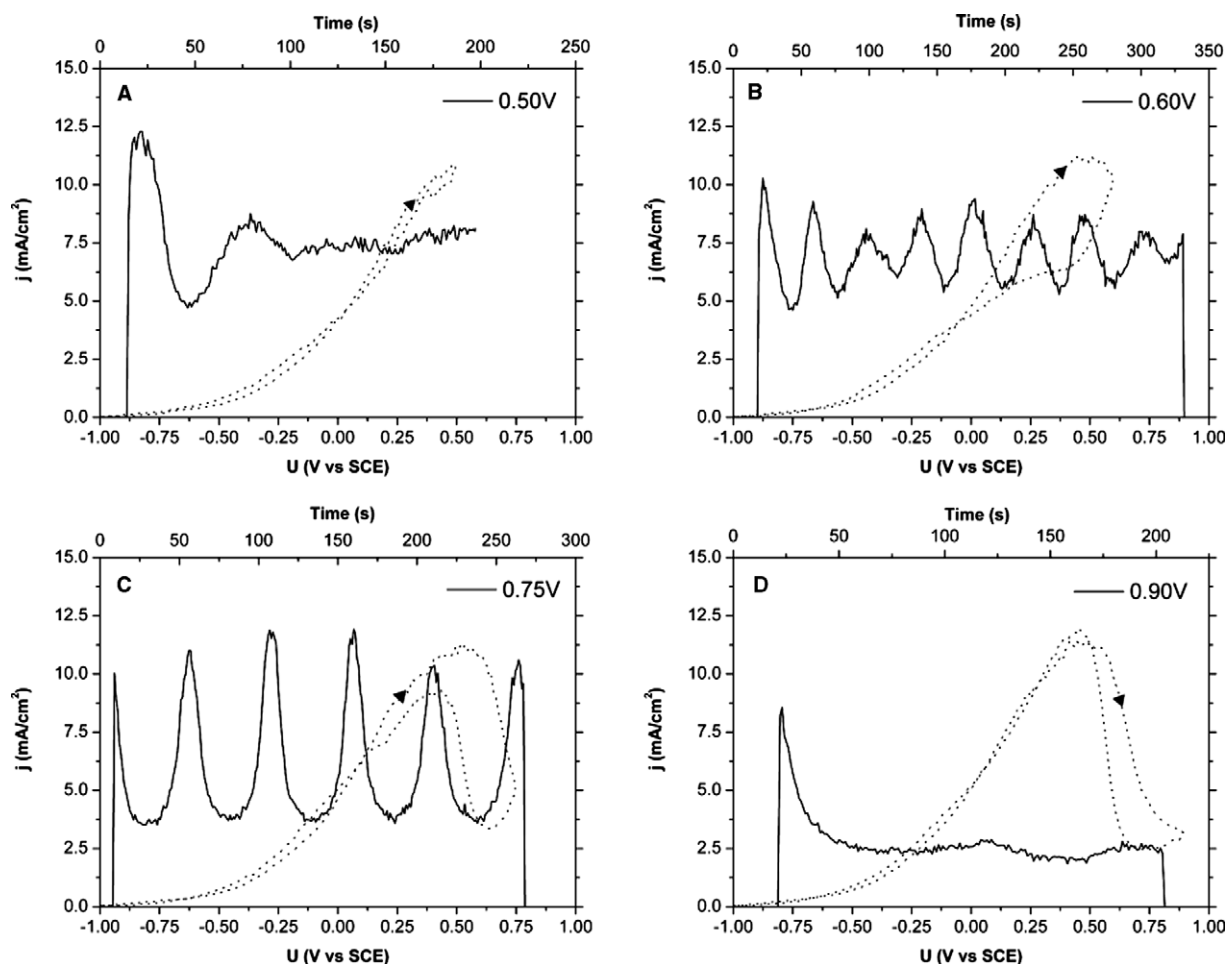 Time (s)
0 50 100 150 200 250
A
0.50V
15.0
12.5
10.0
7.5
5.0
2.5
0.0
j (mA/cm²)
-1.00 -0.75 -0.50 -0.25 0.00 0.25 0.50 0.75 1.00
U (V vs SCE)
Time (s)
0 50 100 150 200 250 300 350
B
0.60V
15.0
12.5
10.0
7.5
5.0
2.5
0.0
j (mA/cm²)
-1.00 -0.75 -0.50 -0.25 0.00 0.25 0.50 0.75 1.00
U (V vs SCE)
Time (s)
0 50 100 150 200 250 300
C
0.75V
15.0
12.5
10.0
7.5
5.0
2.5
0.0
j (mA/cm²)
-1.00 -0.75 -0.50 -0.25 0.00 0.25 0.50 0.75 1.00
U (V vs SCE)
Time (s)
0 50 100 150 200
D
0.90V
15.0
12.5
10.0
7.5
5.0
2.5
0.0
j (mA/cm²)
-1.00 -0.75 -0.50 -0.25 0.00 0.25 0.50 0.75 1.00
U (V vs SCE)